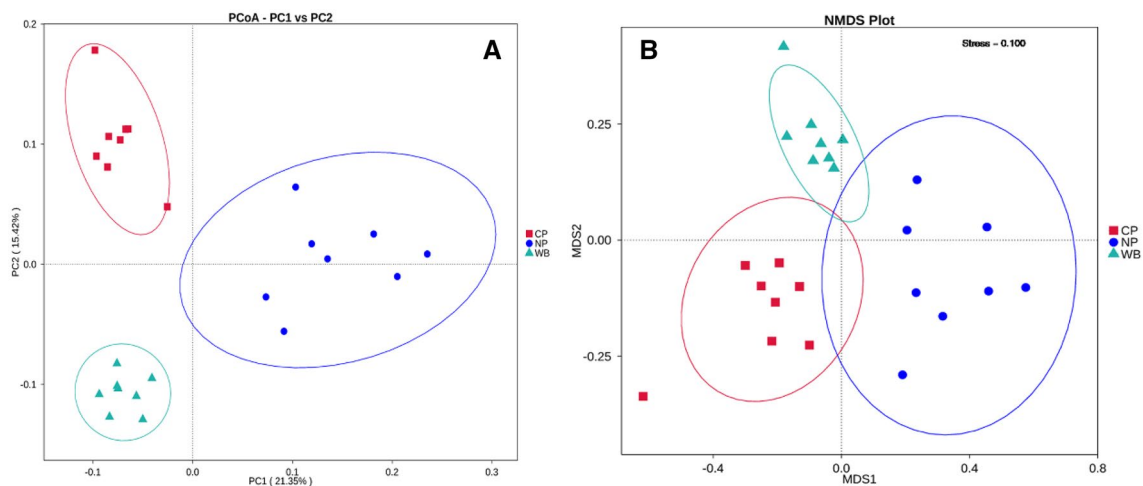 PCoA - PC1 vs PC2
A
0.2
0.1
0.0
-0.1
PC2 ( 15.42% )
-0.1
0.0
0.1
0.2
0.3
PC1 ( 21.35% )
CP
NP
WB
NMDS Plot
B
Stress = 0.100
0.25
0.00
-0.25
MDS2
-0.4
0.0
0.4
0.8
MDS1
CP
NP
WB